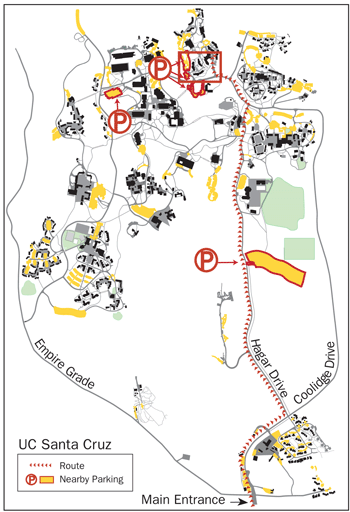 P
P
P
Empire Grade
Hagar Drive
Coolidge Drive
UC Santa Cruz
Route
P Nearby Parking
Main Entrance